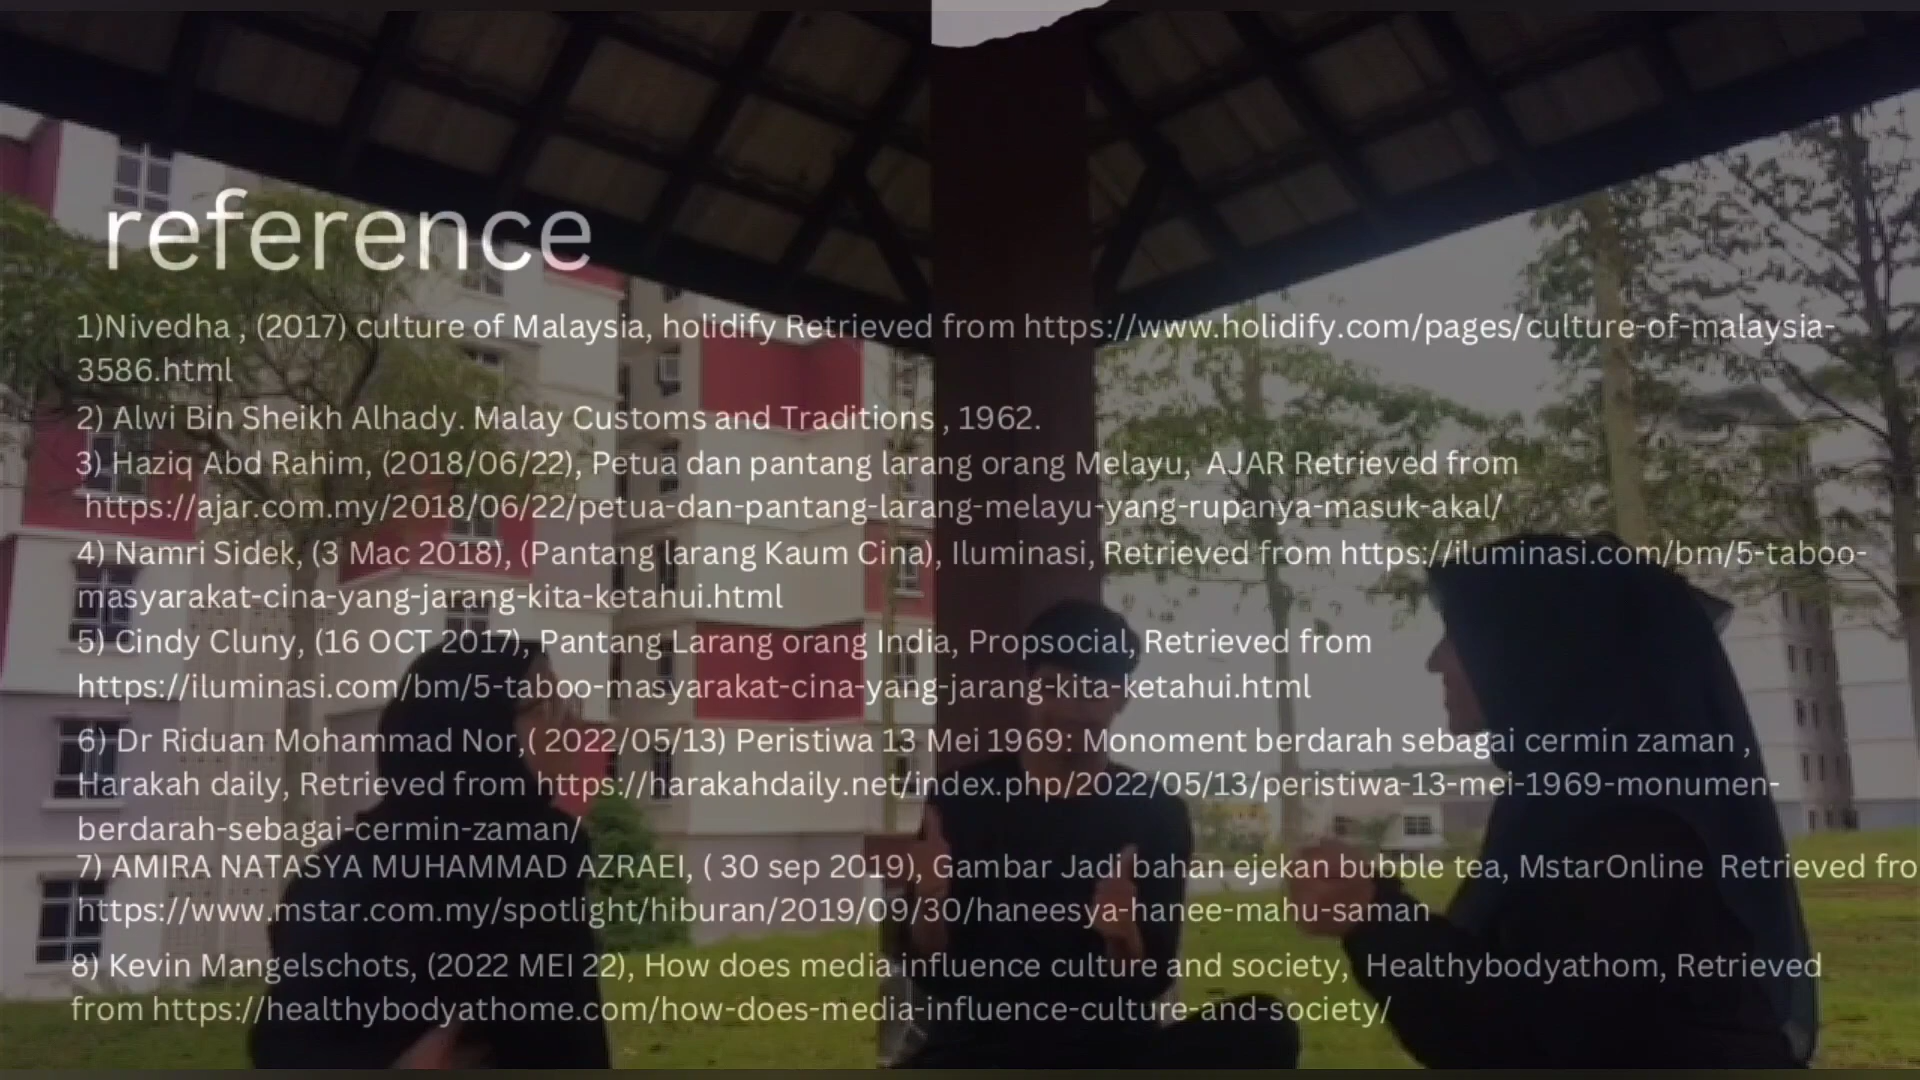 reference
1)Nivedha , (2017) culture of Malaysia, holidify Retrieved from https://www.holidify.com/pages/culture-of-malaysia-
3586.html
2) Alwi Bin Sheikh Alhady. Malay Customs and Traditions , 1962.
3) Haziq Abd Rahim, (2018/06/22), Petua dan pantang larang orang Melayu,  AJAR Retrieved from
https://ajar.com.my/2018/06/22/petua-dan-pantang-larang-melayu-yang-rupanya-masuk-akal/
4) Namri Sidek, (3 Mac 2018), (Pantang larang Kaum Cina), Iluminasi, Retrieved from https://iluminasi.com/bm/5-taboo-
masyarakat-cina-yang-jarang-kita-ketahui.html
5) Cindy Cluny, (16 OCT 2017), Pantang Larang orang India, Propsocial, Retrieved from
https://iluminasi.com/bm/5-taboo-masyarakat-cina-yang-jarang-kita-ketahui.html
6) Dr Riduan Mohammad Nor,( 2022/05/13) Peristiwa 13 Mei 1969: Monoment berdarah sebagai cermin zaman ,
Harakah daily, Retrieved from https://harakahdaily.net/index.php/2022/05/13/peristiwa-13-mei-1969-monumen-
berdarah-sebagai-cermin-zaman/
7) AMIRA NATASYA MUHAMMAD AZRAEI, ( 30 sep 2019), Gambar Jadi bahan ejekan bubble tea, MstarOnline  Retrieved fro
https://www.mstar.com.my/spotlight/hiburan/2019/09/30/haneesya-hanee-mahu-saman
8) Kevin Mangelschots, (2022 MEI 22), How does media influence culture and society,  Healthybodyathom, Retrieved
from https://healthybodyathome.com/how-does-media-influence-culture-and-society/